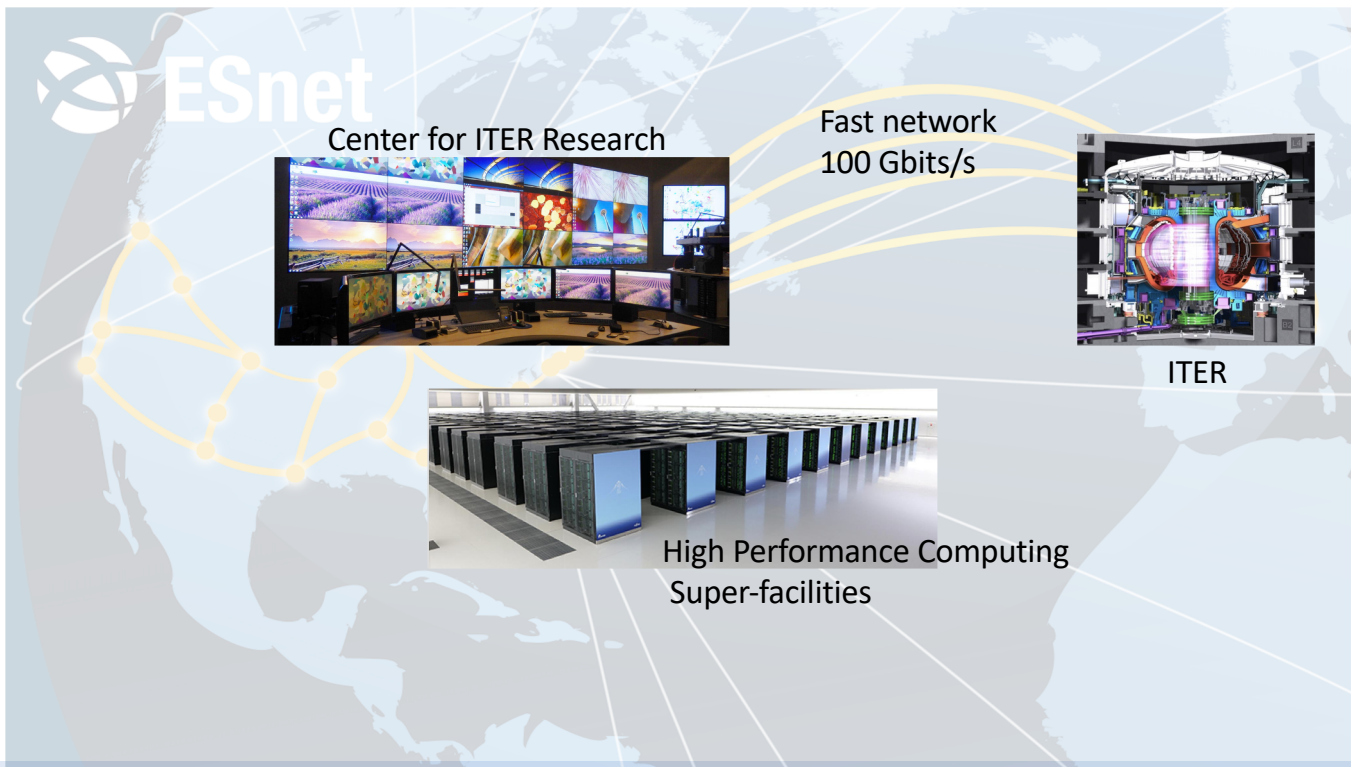 ESnet
Center for ITER Research
Fast network
100 Gbits/s
ITER
High Performance Computing
Super-facilities